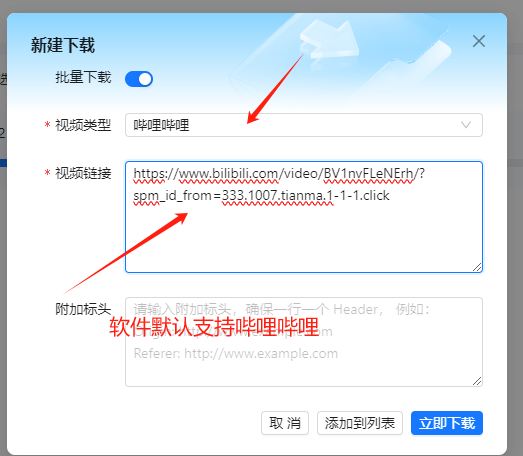 新建下载
批量下载
* 视频类型
哔哩哔哩
* 视频链接
https://www.bilibili.com/video/BV1nvFLeNErh/?
spm_id_from=333.1007.tianma.1-1-1.click
附加标头
请输入附加标头，确保一行一个 Header， 例如：
软件默认支持哔哩哔哩
Referer: http://www.example.com
取 消
添加到列表
立即下载